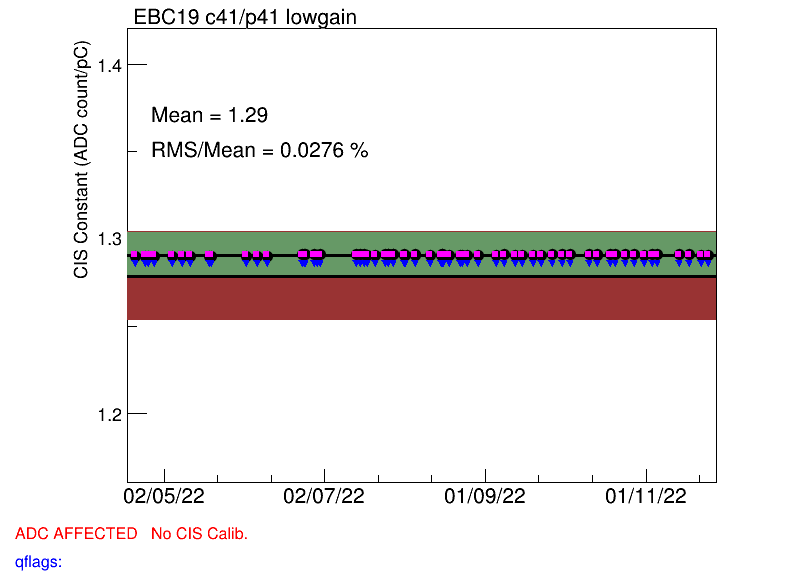 EBC19 c41/p41 lowgain
CIS Constant (ADC count/pC)
1.4
Mean = 1.29
RMS/Mean = 0.0276 %
1.3
1.2
02/05/22 02/07/22 01/09/22 01/11/22
ADC AFFECTED No CIS Calib.
qflags: